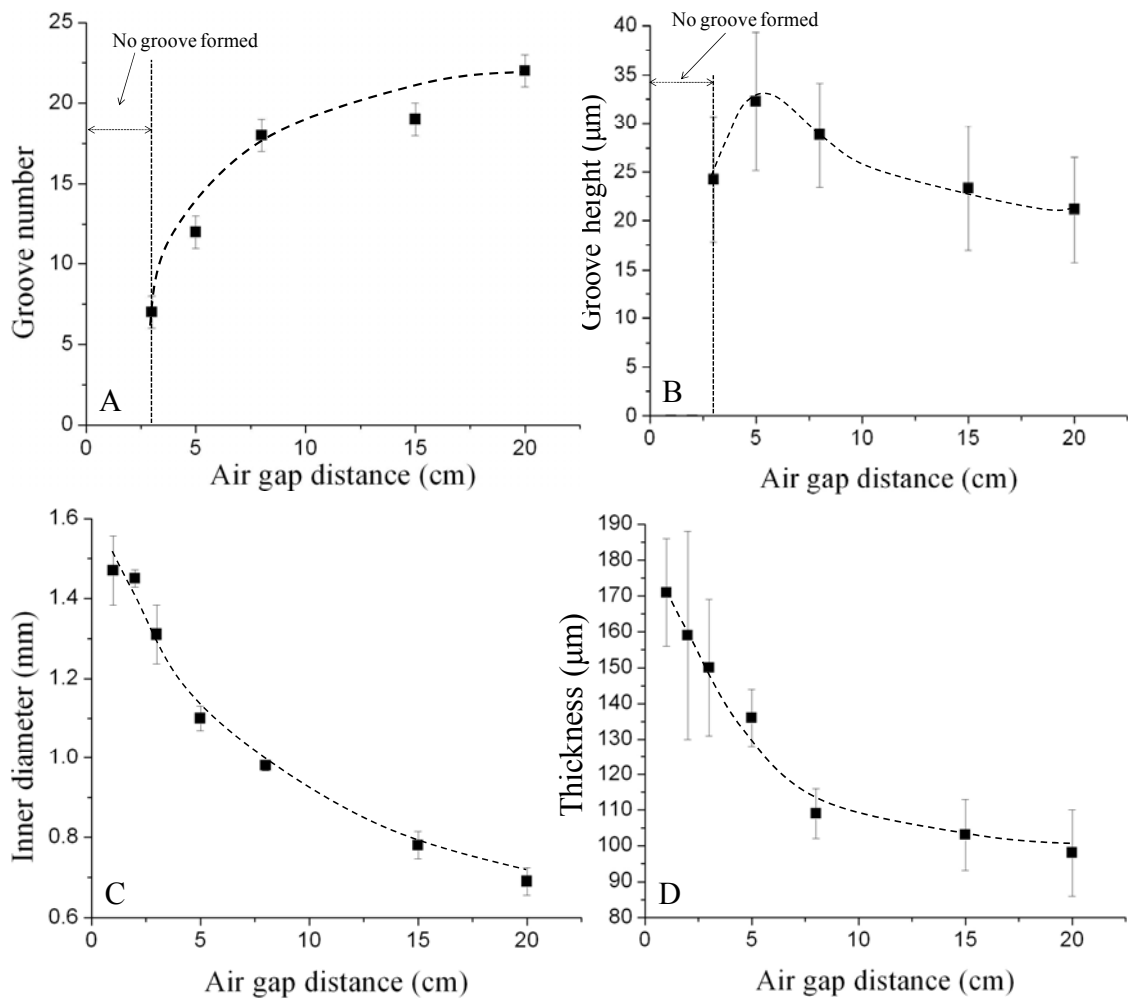 No groove formed
25
20
15
10
5
0
Groove number
A
0 5 10 15 20
Air gap distance (cm)
No groove formed
40
35
30
25
20
15
10
5
0
Groove height (µm)
B
0 5 10 15 20
Air gap distance (cm)
1.6
1.4
1.2
1.0
0.8
0.6
Inner diameter (mm)
C
0 5 10 15 20
Air gap distance (cm)
190
180
170
160
150
140
130
120
110
100
90
80
Thickness (µm)
D
0 5 10 15 20
Air gap distance (cm)